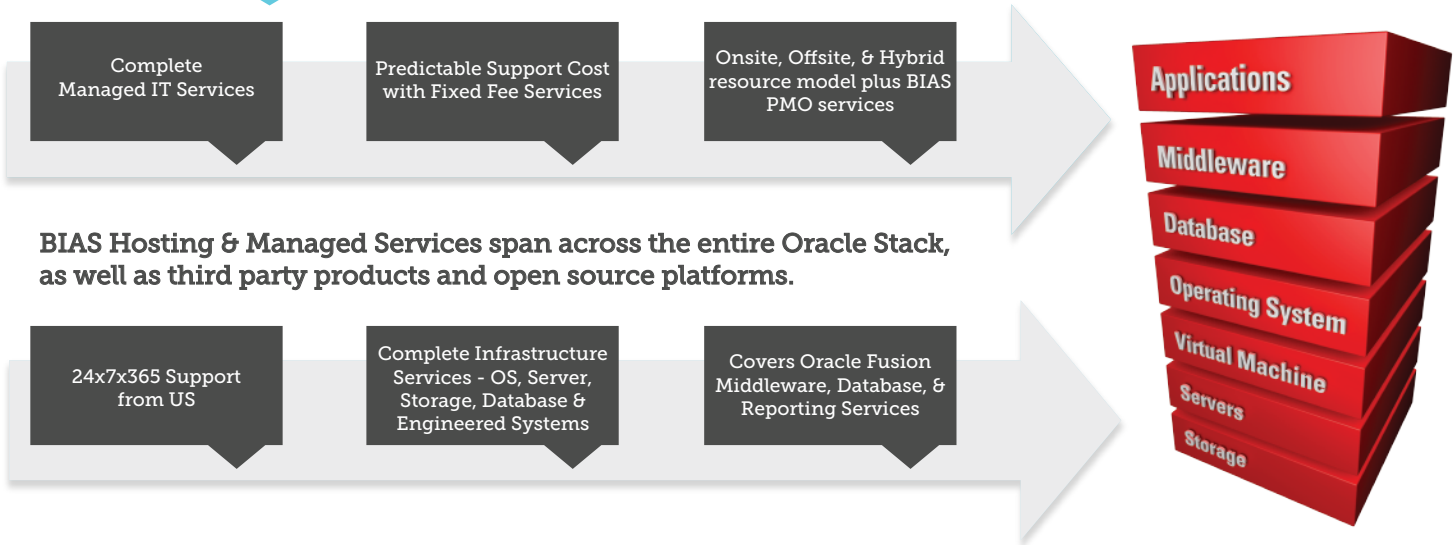 Complete
Managed IT Services
Predictable Support Cost
with Fixed Fee Services
Onsite, Offsite, & Hybrid
resource model plus BIAS
PMO services
BIAS Hosting & Managed Services span across the entire Oracle Stack,
as well as third party products and open source platforms.
24x7x365 Support
from US
Complete Infrastructure
Services - OS, Server,
Storage, Database &
Engineered Systems
Covers Oracle Fusion
Middleware, Database, &
Reporting Services
Applications
Middleware
Database
Operating System
Virtual Machine
Servers
Storage